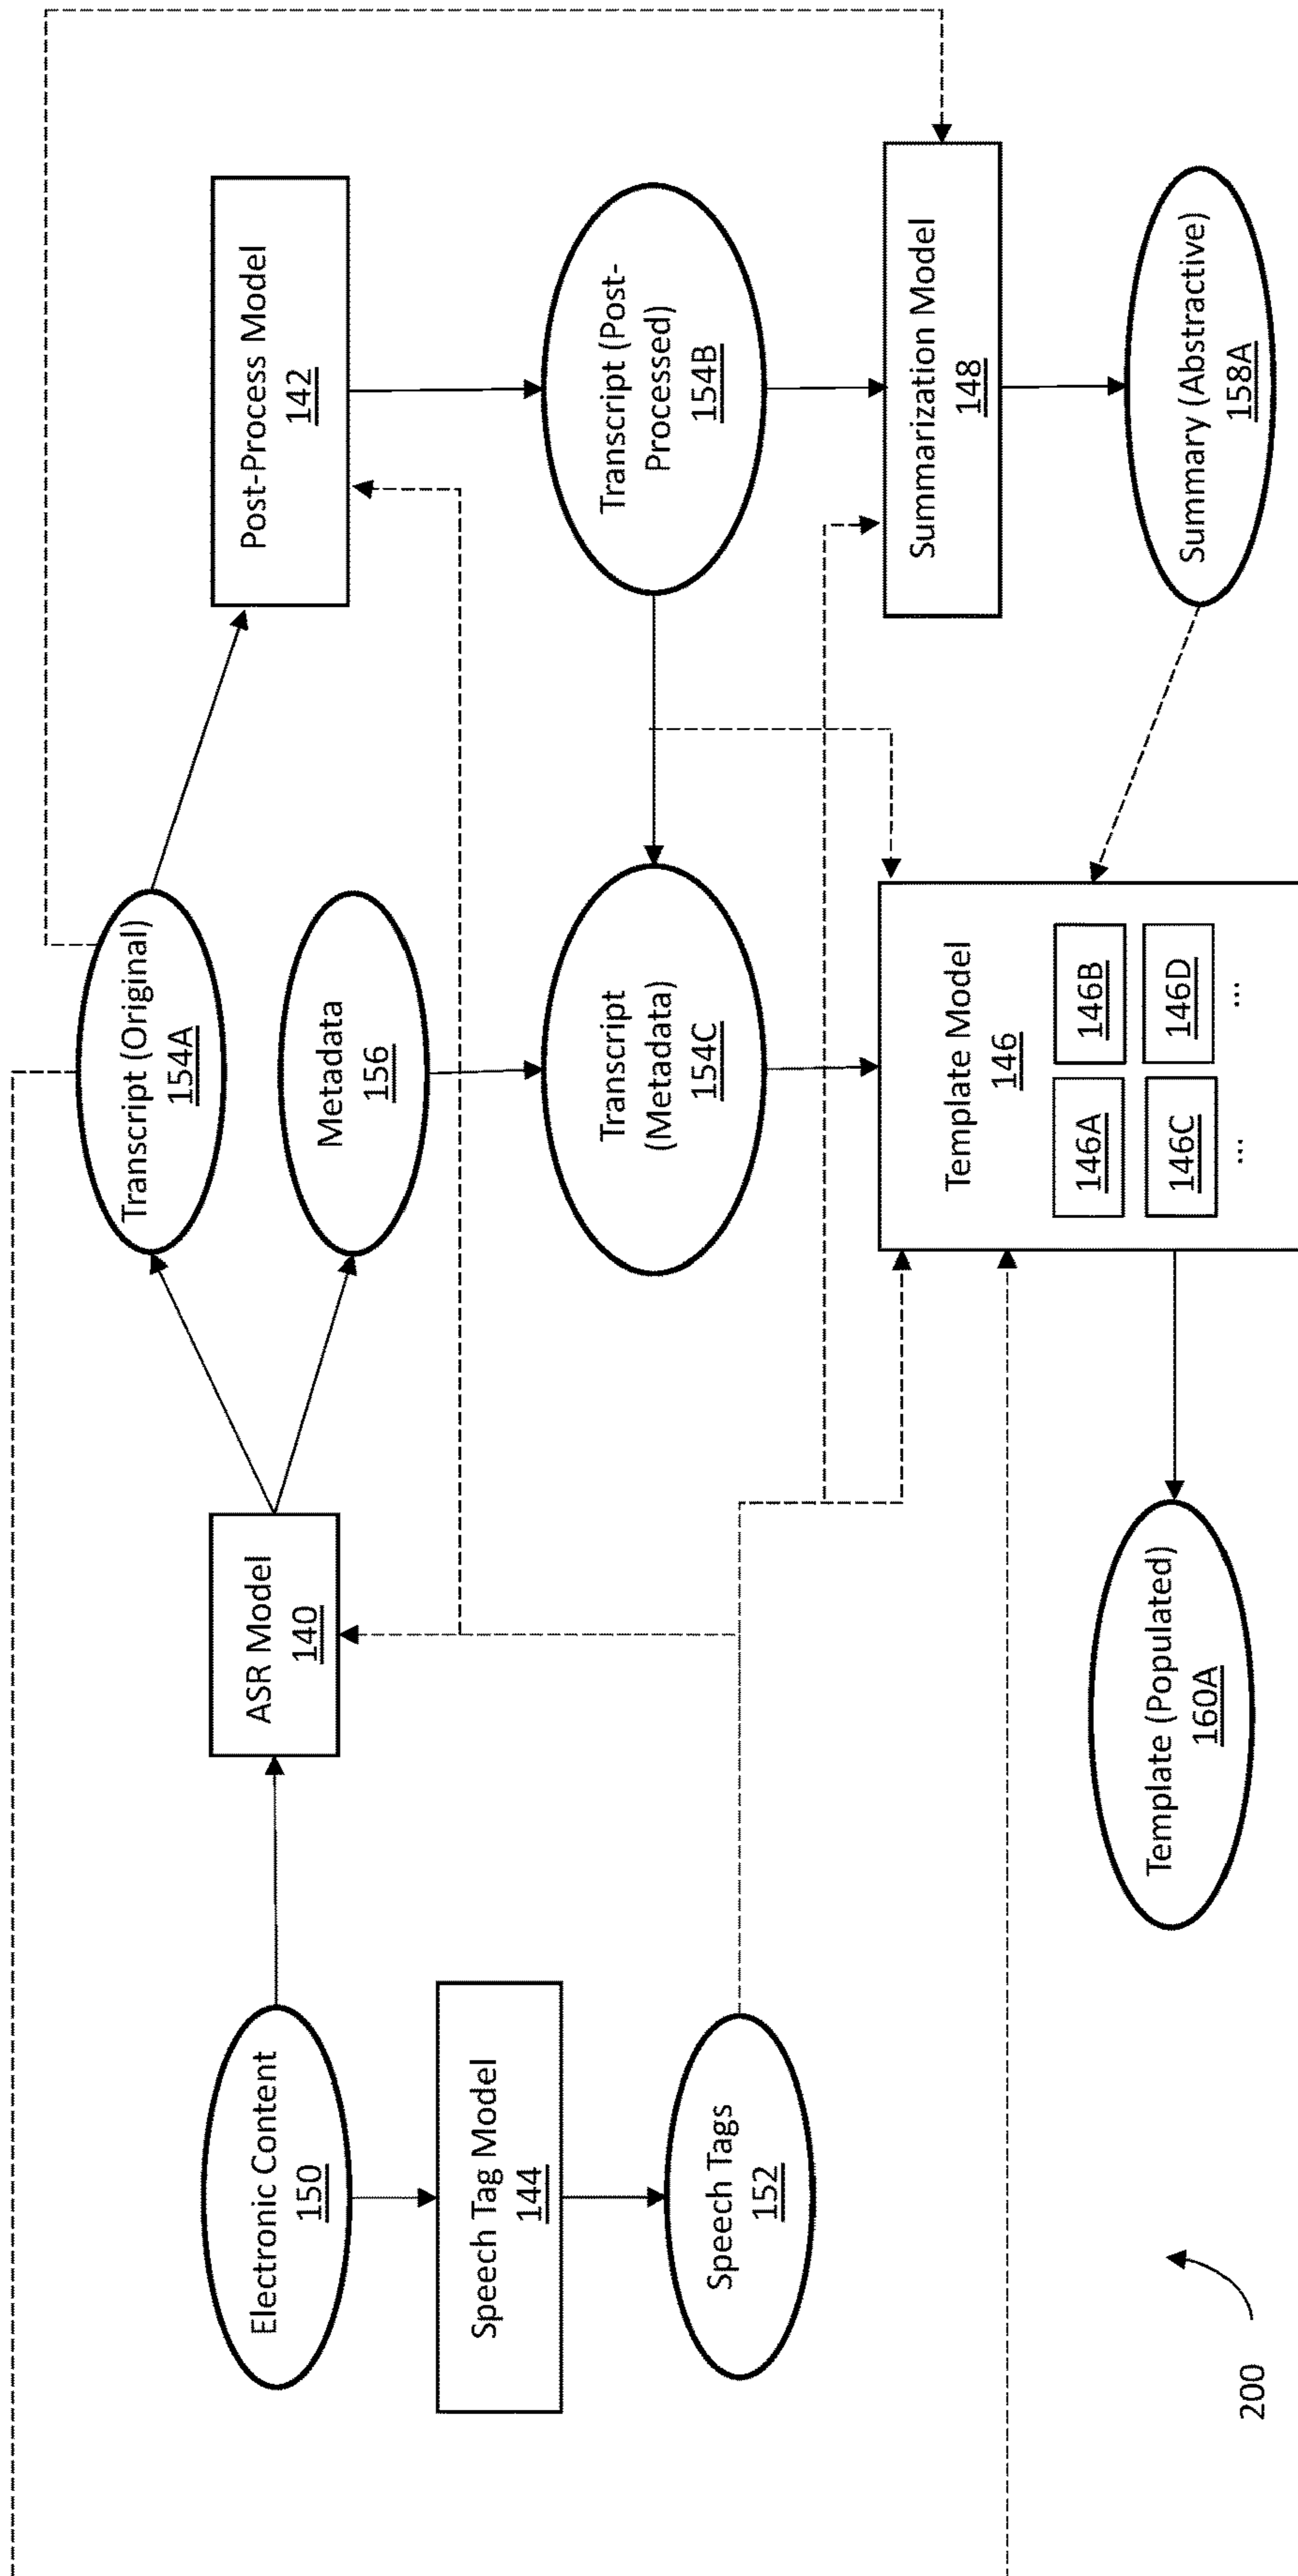 Electronic Content
150
Speech Tag Model
144
Speech Tags
152
ASR Model
140
Transcript (Original)
154A
Metadata
156
Transcript
(Metadata)
154C
Post-Process Model
142
Transcript (Post-
Processed)
154B
Summarization Model
148
Summary (Abstractive)
158A
Template Model
146
146A
146B
146C
146D
...
...
Template (Populated)
160A
200